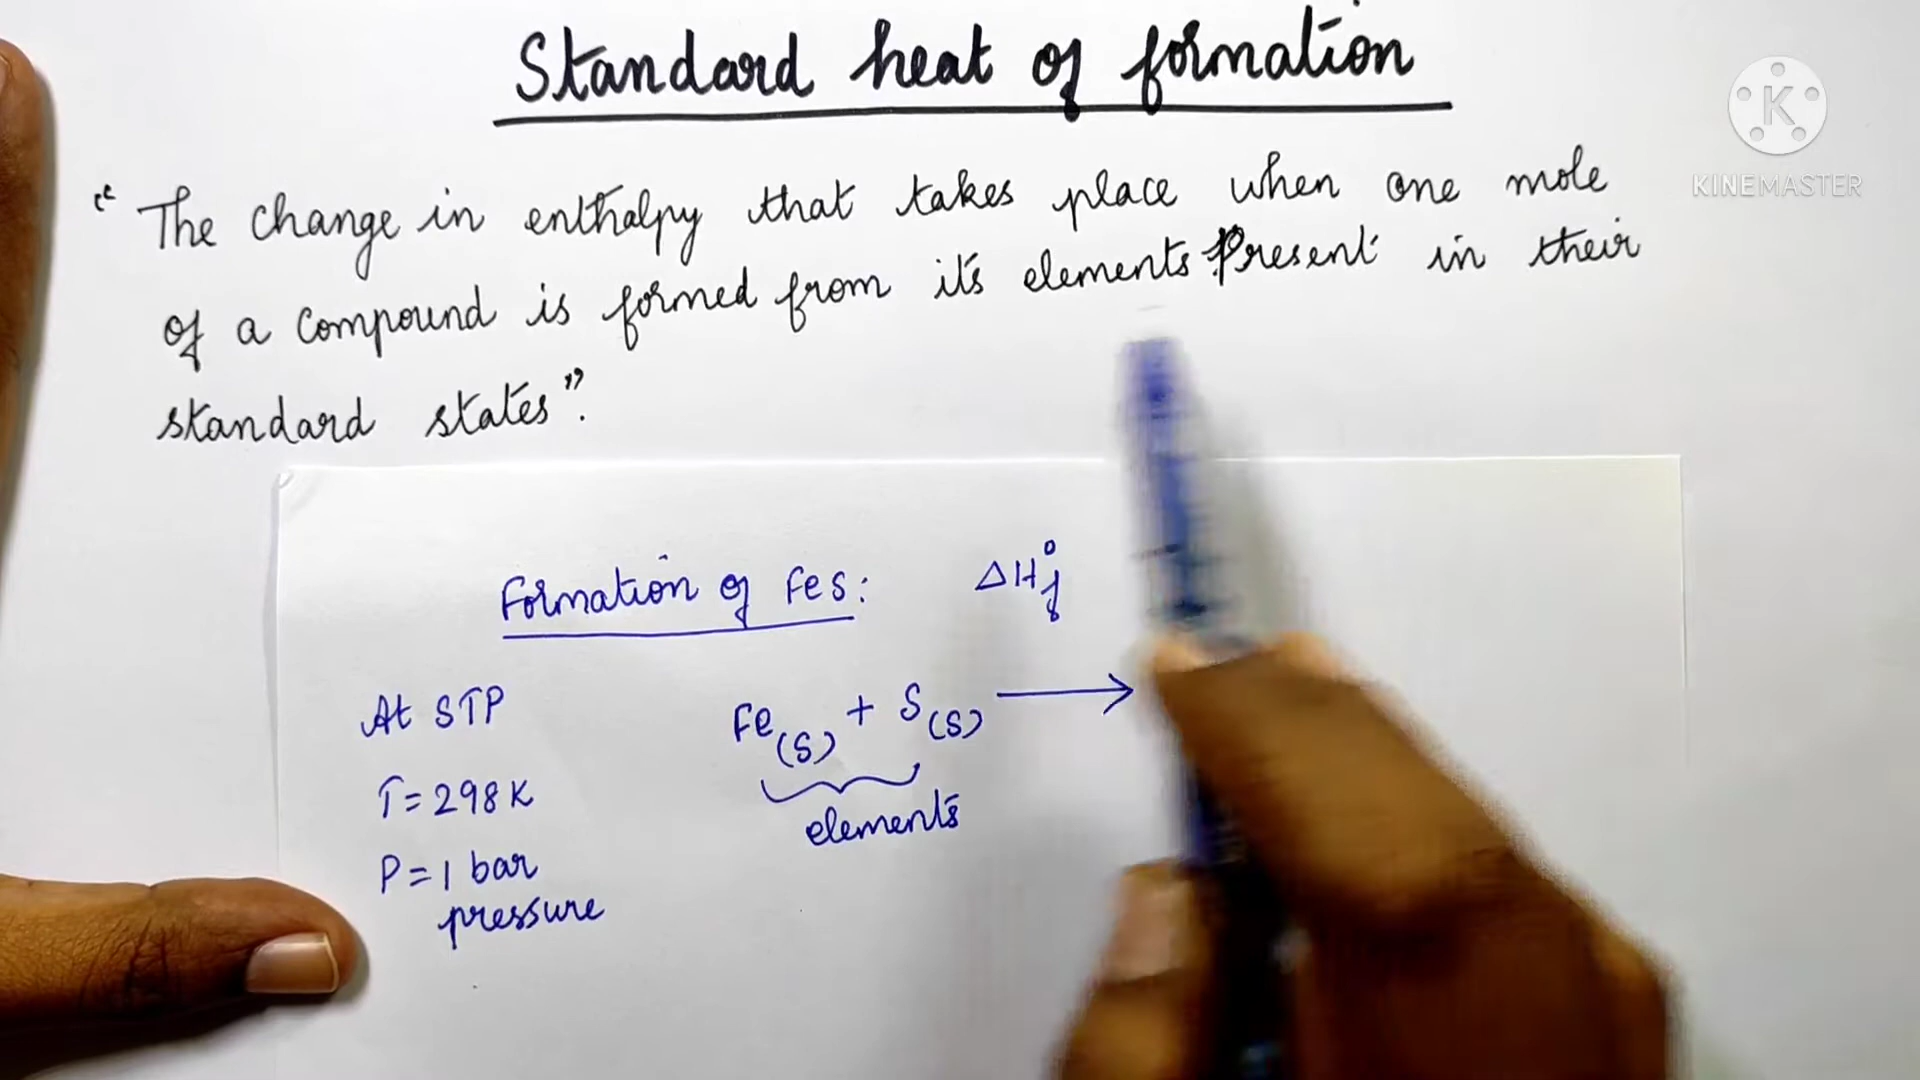 Standard heat of formation
K
KINEMASTER
“The change in enthalpy that takes place when one mole
of a compound is formed from its elements Present in their
standard states”.
Formation of FeS: ΔH°f
At STP
Fe(s) + S(s) ⟶
elements
T = 298 K
P = 1 bar
pressure